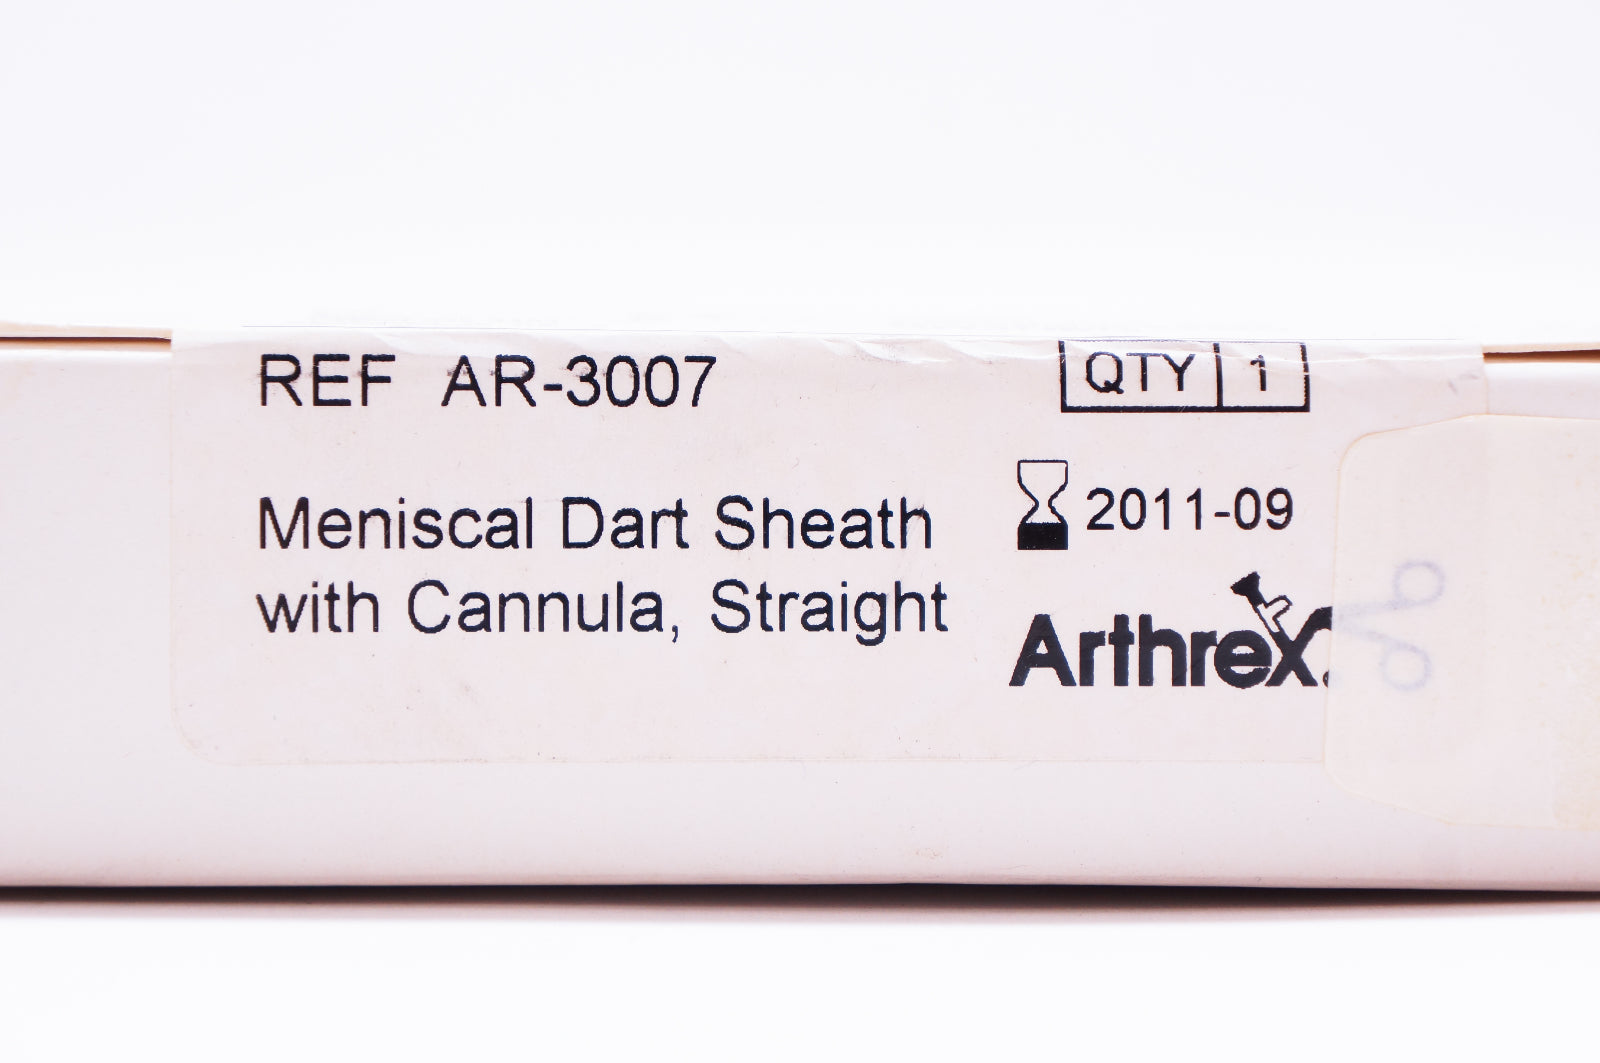 REF AR-3007
QTY 1
Meniscal Dart Sheath
with Cannula, Straight
2011-09
Arthrex